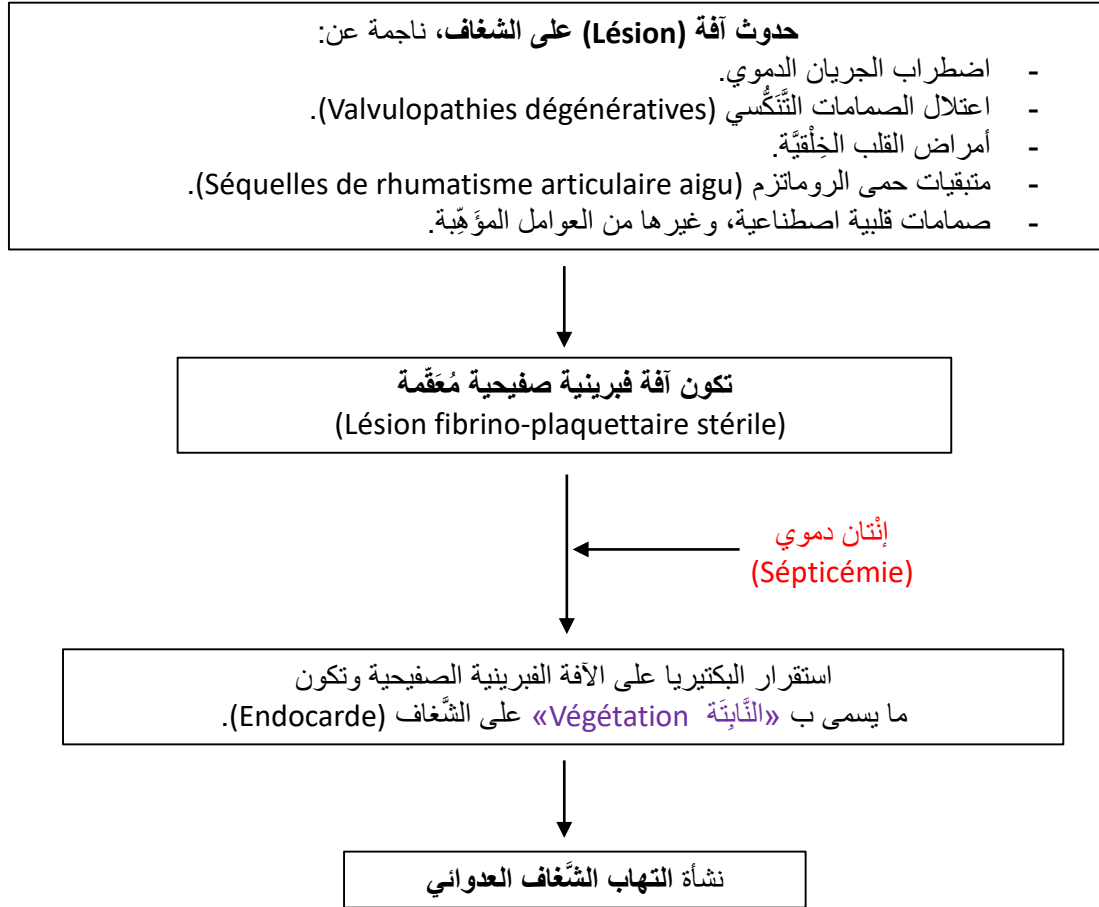 حدوث آفة (Lésion) على الشغاف، ناجمة عن:
- اضطراب الجريان الدموي.
- اعتلال الصمامات التَّنَكُّسي (Valvulopathies dégénératives).
- أمراض القلب الخِلْقيَّة.
- متبقيات حمى الروماتزم (Séquelles de rhumatisme articulaire aigu).
- صمامات قلبية اصطناعية، وغيرها من العوامل المؤَهِّبة.
تكون آفة فبرينية صفيحية مُعَقّمة
(Lésion fibrino-plaquettaire stérile)
إنْتان دموي
(Sépticémie)
استقرار البكتيريا على الآفة الفبرينية الصفيحية وتكون
ما يسمى ب «النَّابِتَة Végétation» على الشَّغاف (Endocarde).
نشأة التهاب الشَّغاف العدوائي